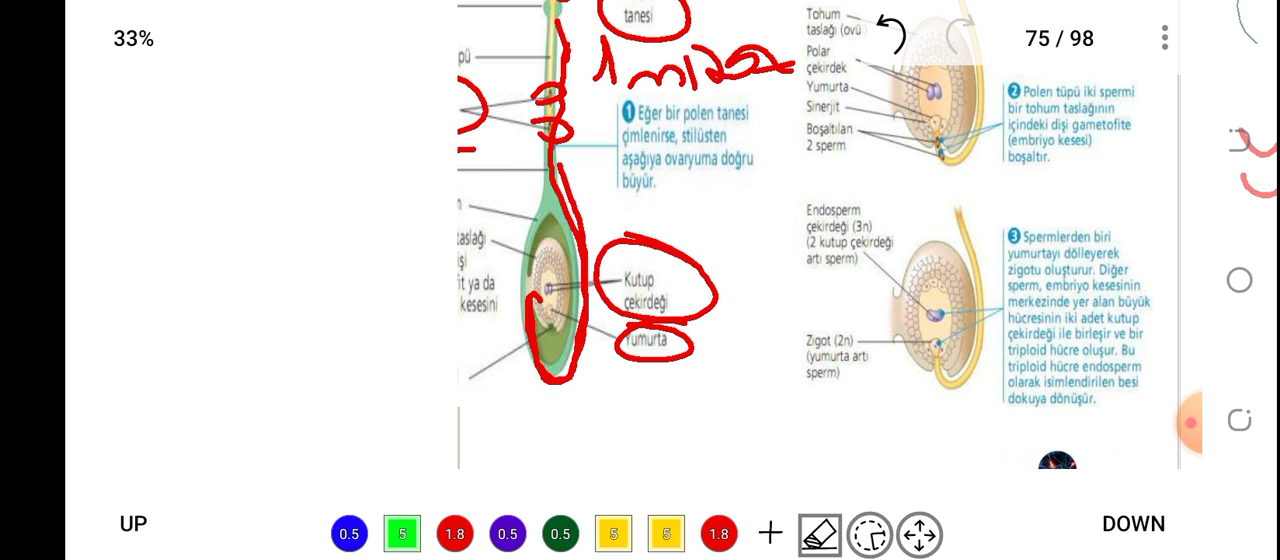 33%
75 / 98
tanesi
pü
1
1 Eğer bir polen tanesi
çimlenirse, stilüsten
aşağıya ovaryuma doğru
büyür.
n
taslağı
işi
it ya da
kesesini
Kutup
çekirdeği
Yumurta
Tohum
taslağı (ovü
Polar
çekirdek
Yumurta
Sinerjit
Boşaltılan
2 sperm
2 Polen tüpü iki spermi
bir tohum taslağının
içindeki dişi gametofite
(embriyo kesesi)
boşaltır.
Endosperm
çekirdeği (3n)
(2 kutup çekirdeği
artı sperm)
Zigot (2n)
(yumurta artı
sperm)
3 Spermlerden biri
yumurtayı dölleyerek
zigotu oluşturur. Diğer
sperm, embriyo kesesinin
merkezinde yer alan büyük
hücresinin iki adet kutup
çekirdeği ile birleşir ve bir
triploid hücre oluşur. Bu
triploid hücre endosperm
olarak isimlendirilen besi
dokuya dönüşür.
UP
0.5 5 1.8 0.5 0.5 5 5 1.8
DOWN